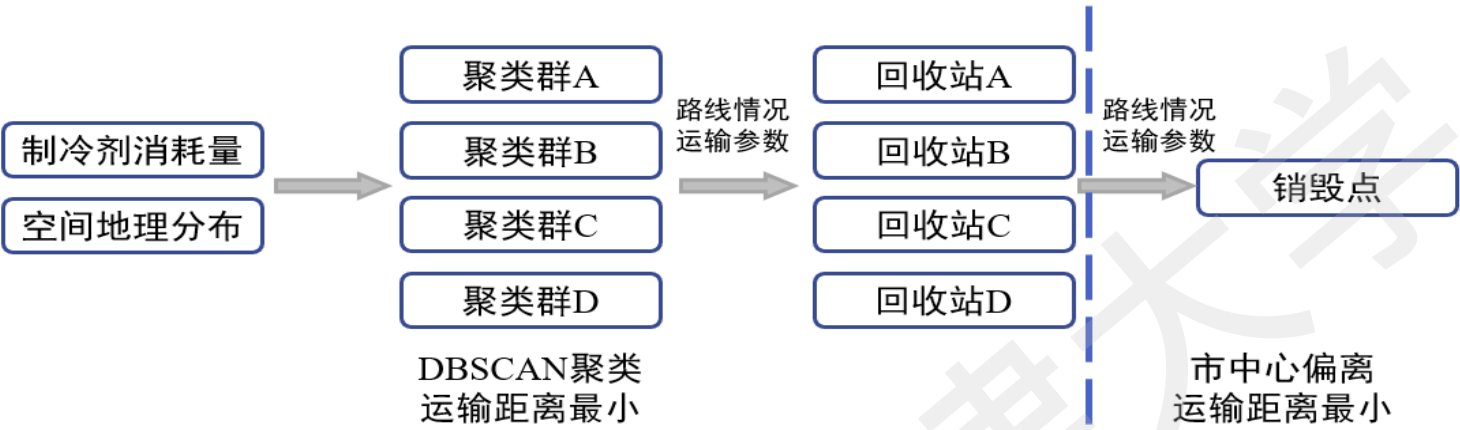 制冷剂消耗量
空间地理分布
聚类群A
聚类群B
聚类群C
聚类群D
DBSCAN聚类
运输距离最小
路线情况
运输参数
回收站A
回收站B
回收站C
回收站D
路线情况
运输参数
销毁点
市中心偏离
运输距离最小
大学